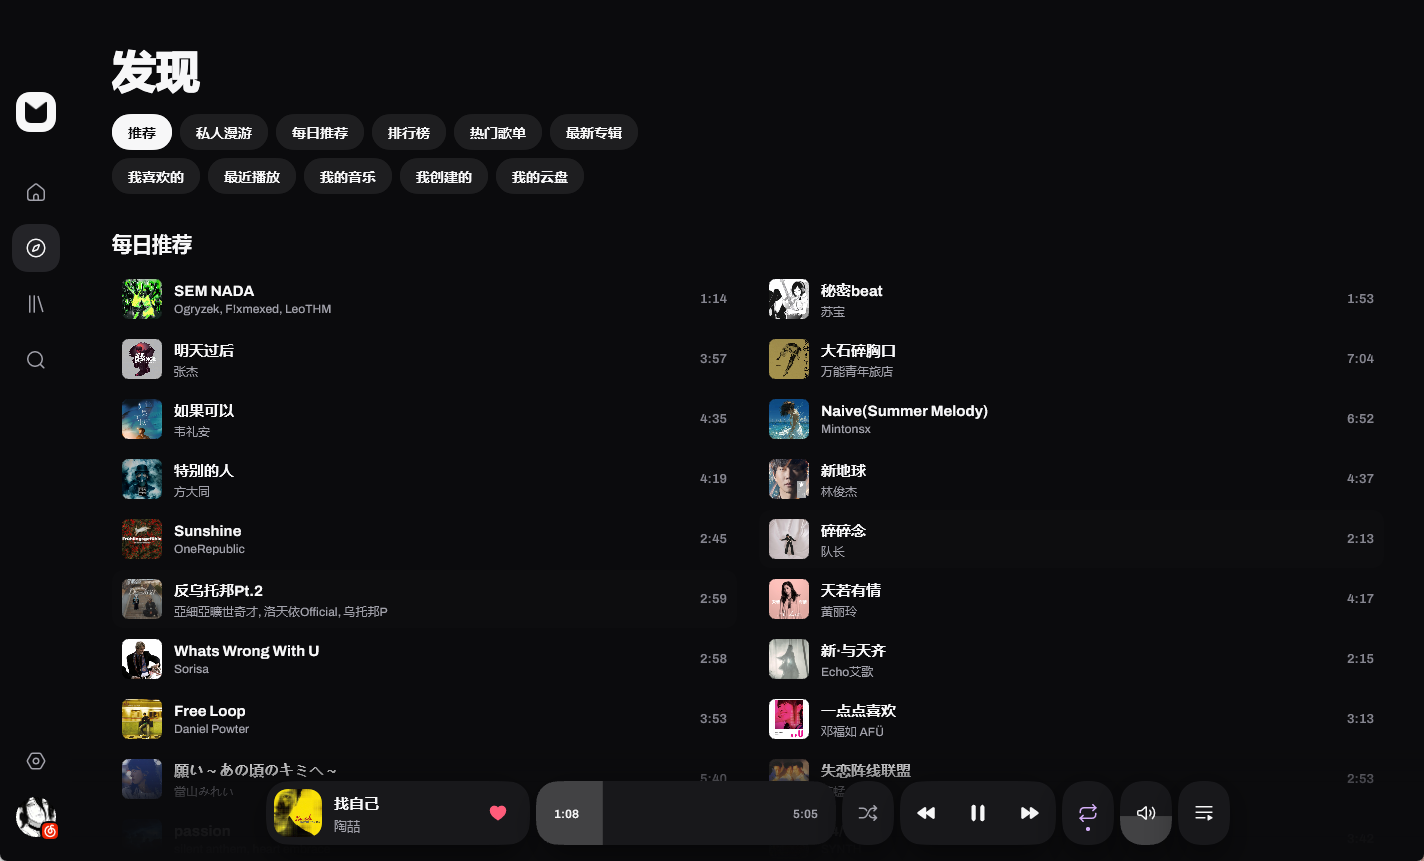 发现
推荐
私人漫游
每日推荐
排行榜
热门歌单
最新专辑
我喜欢的
最近播放
我的音乐
我创建的
我的云盘
每日推荐
SEM NADA
Ogryzek, F!xmexed, LeoTHM
1:14
秘密beat
苏宝
1:53
明天过后
张杰
3:57
大石碎胸口
万能青年旅店
7:04
如果可以
韦礼安
4:35
Naive(Summer Melody)
Mintonsx
6:52
特别的人
方大同
4:19
新地球
林俊杰
4:37
Sunshine
OneRepublic
2:45
碎碎念
队长
2:13
反乌托邦Pt.2
亞細亞曠世奇才, 洛天依Official, 乌托邦P
2:59
天若有情
黄丽玲
4:17
Whats Wrong With U
Sorisa
2:58
新·与天齐
Echo艾歌
2:15
Free Loop
Daniel Powter
3:53
一点点喜欢
邓福如 AFÜ
3:13
願い～あの頃のキミへ～
當山みれい
5:40
失恋阵线联盟
2:53
passion
找自己
陶喆
1:08
5:05